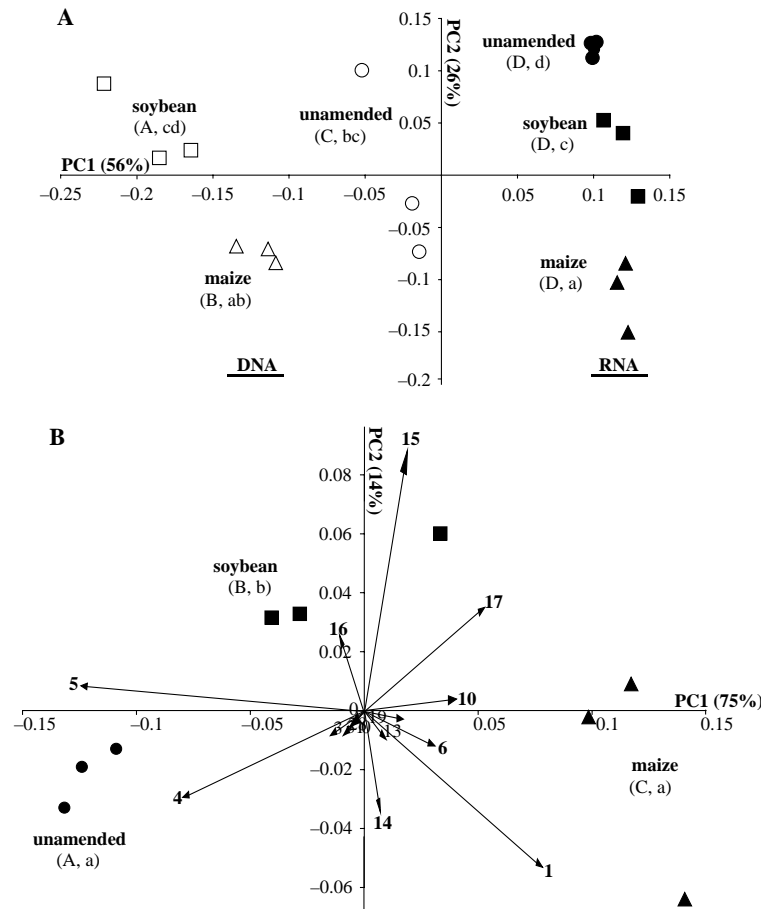 A
0.15
unamended
(D, d)
PC2 (26%)
0.1
soybean
(A, cd)
unamended
(C, bc)
soybean
(D, c)
0.05
PC1 (56%)
–0.25
–0.2
–0.15
–0.1
–0.05
0.05
0.1
0.15
–0.05
maize
(B, ab)
maize
(D, a)
–0.1
–0.15
DNA
RNA
–0.2
B
PC2 (14%)
15
0.08
0.06
soybean
(B, b)
0.04
17
16
0.02
5
10
PC1 (75%)
0
–0.15
–0.1
–0.05
0.05
0.15
13
6
–0.02
maize
(C, a)
4
14
–0.04
unamended
(A, a)
1
–0.06